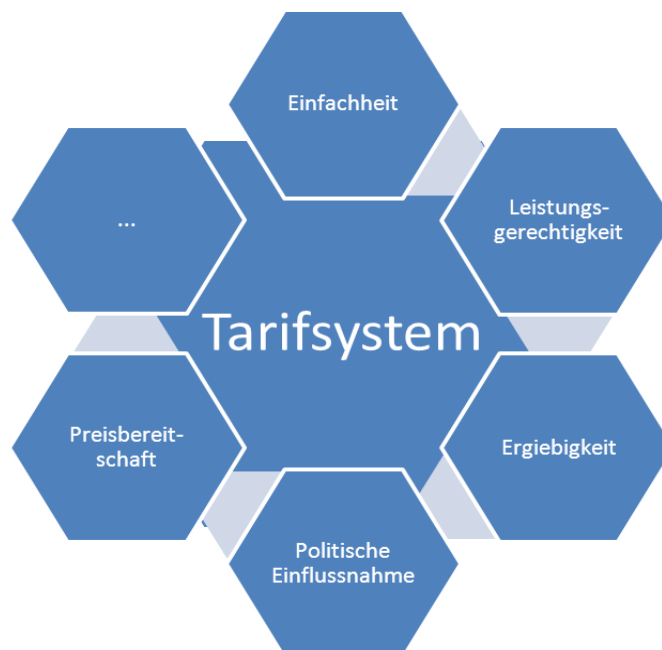 Einfachheit
Leistungs-
gerechtigkeit
Ergiebigkeit
Politische
Einflussnahme
Preisbereit-
schaft
...
Tarifsystem